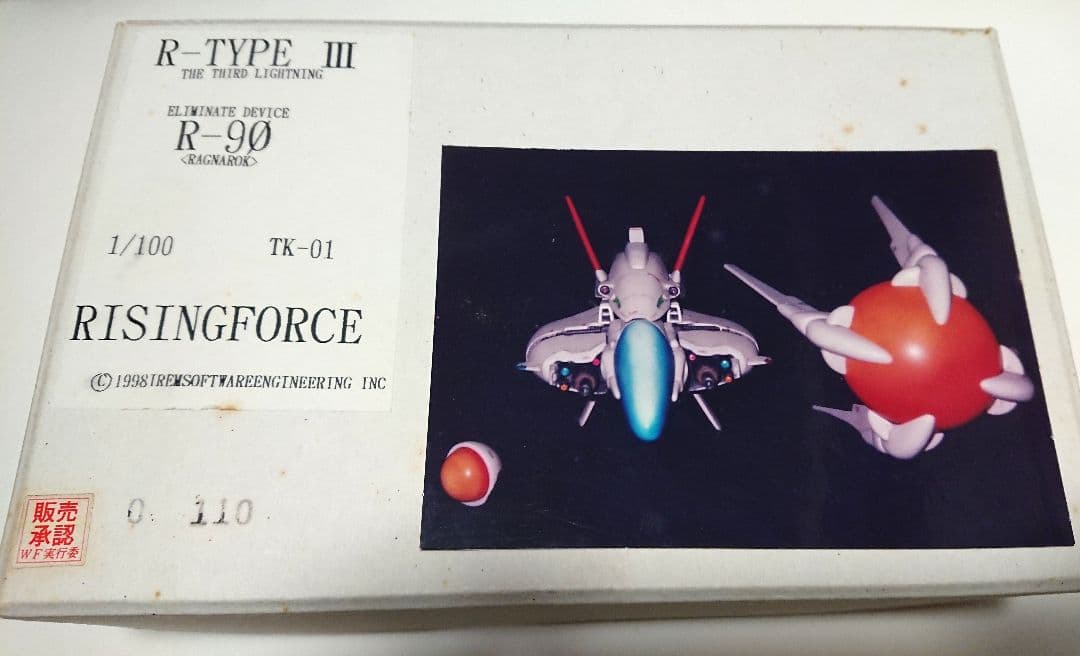 R-TYPE III
THE THIRD LIGHTNING
ELIMINATE DEVICE
R-9Ø
<RAGNAROK>
1/100 TK-01
RISINGFORCE
©1998IREMSOFTWAREENGINEERING INC
0 110
販売
承認
WF実行委